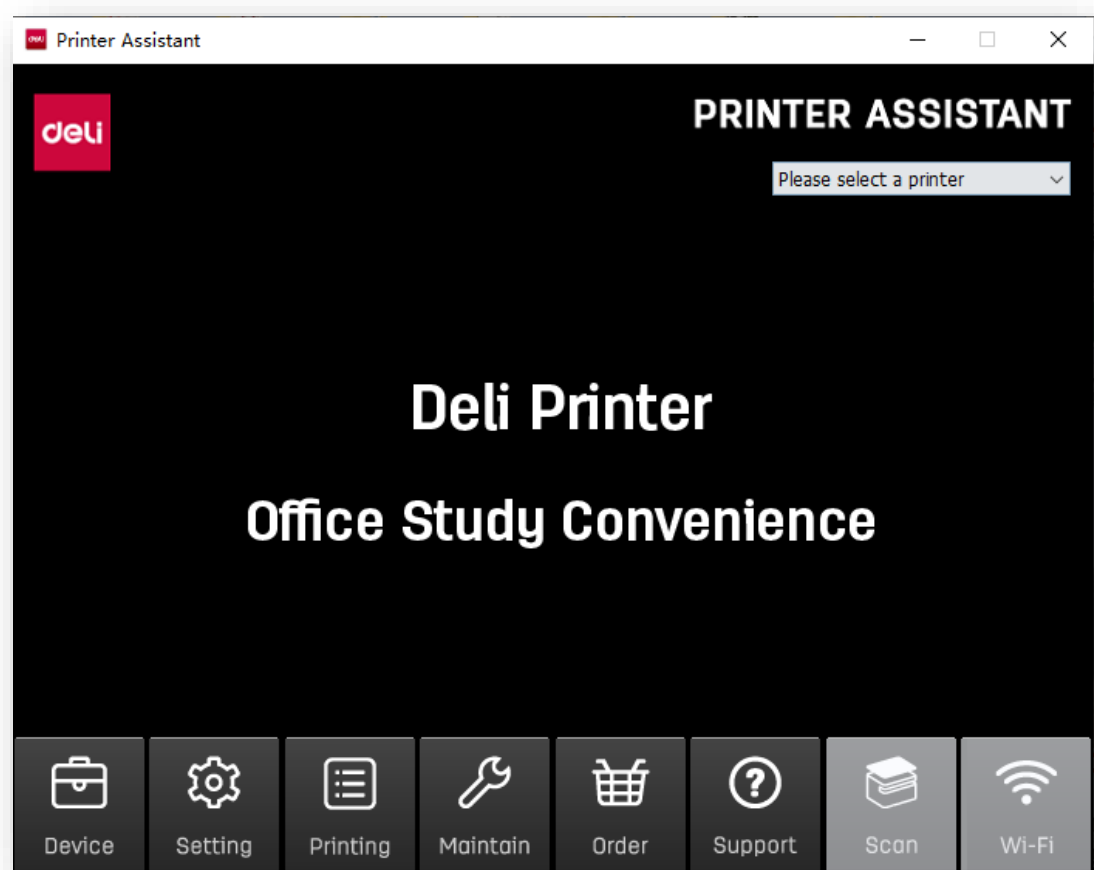 Printer Assistant
deli
PRINTER ASSISTANT
Please select a printer
Deli Printer
Office Study Convenience
Device
Setting
Printing
Maintain
Order
Support
Scan
Wi-Fi